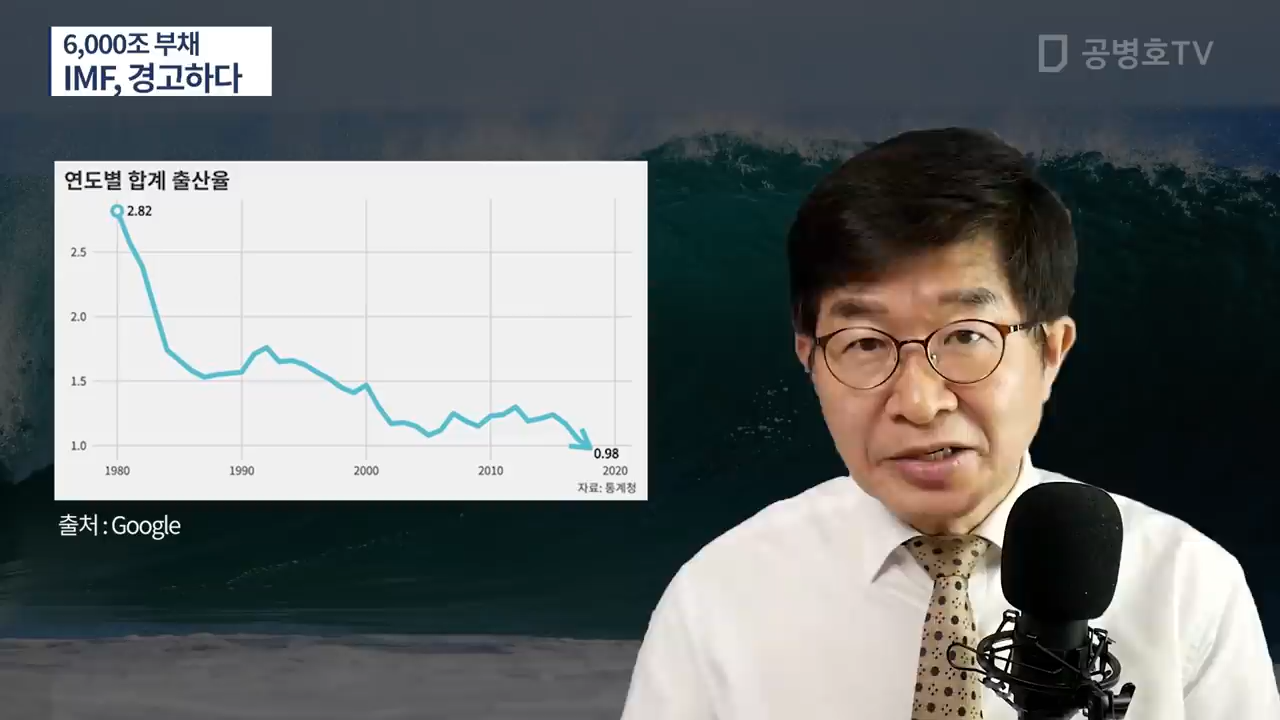 6,000조 부채
IMF, 경고하다
공병호TV
연도별 합계 출산율
2.82
2.5
2.0
1.5
1.0
0.98
1980
1990
2000
2010
2020
자료: 통계청
출처 : Google